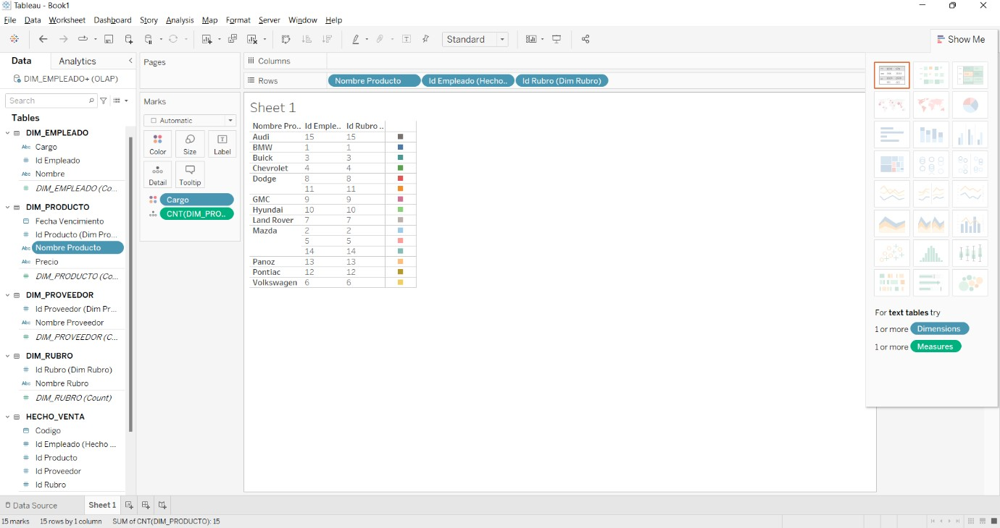 Tableau - Book1
File Data Worksheet Dashboard Story Analysis Map Format Server Window Help
Standard
Show Me
Data Analytics
DIM_EMPLEADO+ (OLAP)
Search
Tables
DIM_EMPLEADO
Abc Cargo
# Id Empleado
Abc Nombre
# DIM_EMPLEADO (Co...
DIM_PRODUCTO
Fecha Vencimiento
# Id Producto (Dim Pro...
Abc Nombre Producto
Abc Precio
# DIM_PRODUCTO (Co...
DIM_PROVEEDOR
# Id Proveedor (Dim Pr...
Abc Nombre Proveedor
# DIM_PROVEEDOR (C...
DIM_RUBRO
# Id Rubro (Dim Rubro)
Abc Nombre Rubro
# DIM_RUBRO (Count)
HECHO_VENTA
Codigo
# Id Empleado (Hecho ...
# Id Producto
# Id Proveedor
# Id Rubro
Pages
Marks
Automatic
Color Size Label
Detail Tooltip
Cargo
CNT(DIM_PRO..
Columns
Rows Nombre Producto Id Empleado (Hecho.. Id Rubro (Dim Rubro)
Sheet 1
Nombre Pro.. Id Emple.. Id Rubro ..
Audi 15 15
BMW 1 1
Buick 3 3
Chevrolet 4 4
Dodge 8 8
11 11
GMC 9 9
Hyundai 10 10
Land Rover 7 7
Mazda 2 2
5 5
14 14
Panoz 13 13
Pontiac 12 12
Volkswagen 6 6
For text tables try
1 or more Dimensions
1 or more Measures
Data Source Sheet 1
15 marks 15 rows by 1 column SUM of CNT(DIM_PRODUCTO): 15